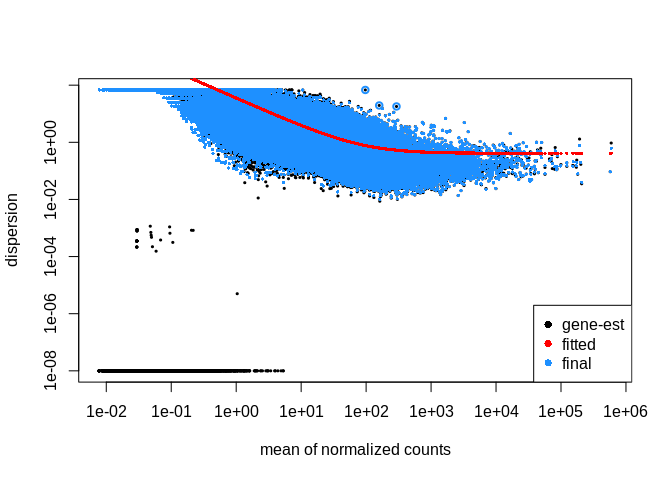 dispersion
1e+00
1e-02
1e-04
1e-06
1e-08
gene-est
fitted
final
1e-02 1e-01 1e+00 1e+01 1e+02 1e+03 1e+04 1e+05 1e+06
mean of normalized counts